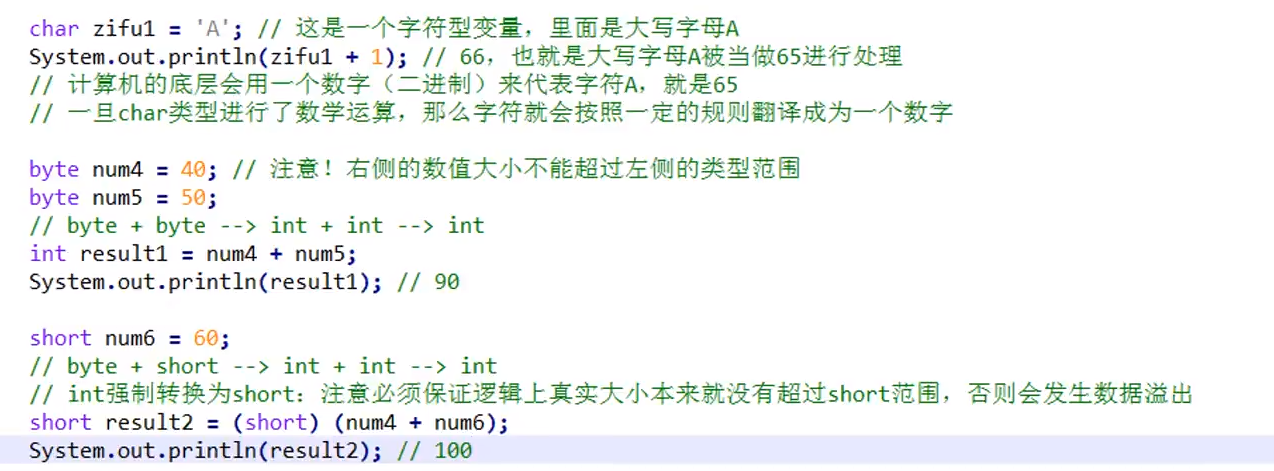 char zifu1 = 'A'; // 这是一个字符型变量，里面是大写字母A
System.out.println(zifu1 + 1); // 66，也就是大写字母A被当做65进行处理
// 计算机的底层会用一个数字（二进制）来代表字符A，就是65
// 一旦char类型进行了数学运算，那么字符就会按照一定的规则翻译成为一个数字
byte num4 = 40; // 注意！右侧的数值大小不能超过左侧的类型范围
byte num5 = 50;
// byte + byte --> int + int --> int
int result1 = num4 + num5;
System.out.println(result1); // 90
short num6 = 60;
// byte + short --> int + int --> int
// int强制转换为short：注意必须保证逻辑上真实大小本来就没有超过short范围，否则会发生数据溢出
short result2 = (short) (num4 + num6);
System.out.println(result2); // 100